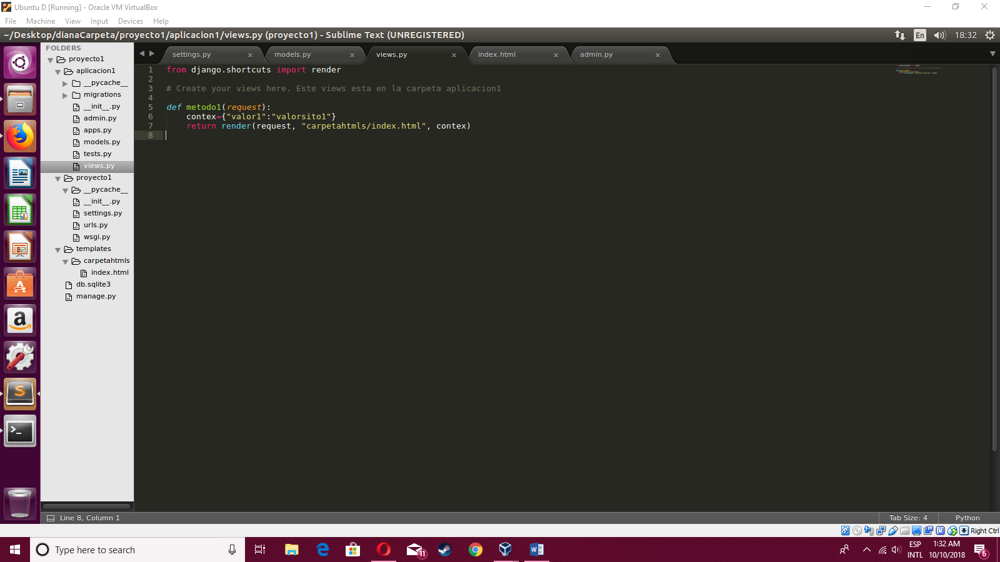 Ubuntu D [Running] - Oracle VM VirtualBox
File Machine View Input Devices Help
~/Desktop/dianaCarpeta/proyecto1/aplicacion1/views.py (proyecto1) - Sublime Text (UNREGISTERED)
En 18:32
FOLDERS
proyecto1
aplicacion1
__pycache__
migrations
__init__.py
admin.py
apps.py
models.py
tests.py
views.py
proyecto1
__pycache__
__init__.py
settings.py
urls.py
wsgi.py
templates
carpetahtmls
index.html
db.sqlite3
manage.py
settings.py × models.py × views.py × index.html × admin.py ×
1 from django.shortcuts import render
2
3 # Create your views here. Este views esta en la carpeta aplicacion1
4
5 def metodo1(request):
6 contex={"valor1":"valorsito1"}
7 return render(request, "carpetahtmls/index.html", contex)
8
Line 8, Column 1
Tab Size: 4 Python
Right Ctrl
Type here to search
11
ESP
INTL
1:32 AM
10/10/2018
6